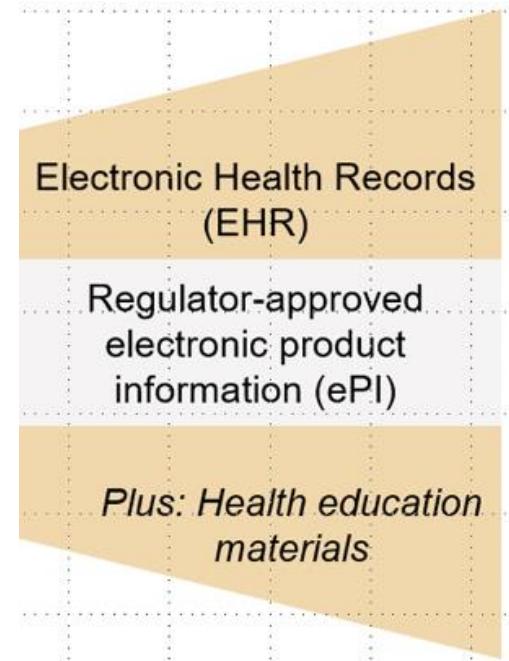 Electronic Health Records
(EHR)
Regulator-approved
electronic product
information (ePI)
Plus: Health education
materials